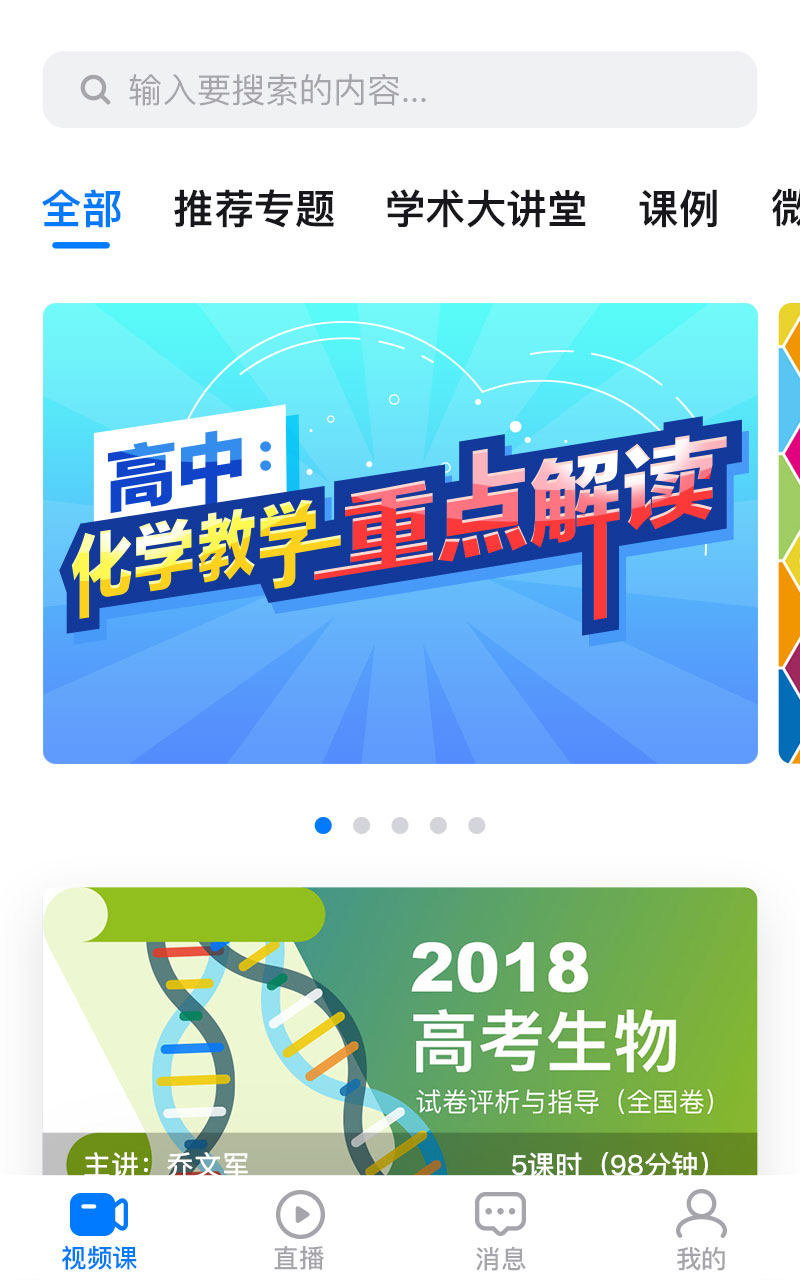 输入要搜索的内容...
全部 推荐专题 学术大讲堂 课例 微
高中：
化学教学重点解读
2018
高考生物
试卷评析与指导（全国卷）
主讲：乔文军 5课时（98分钟）
视频课 直播 消息 我的